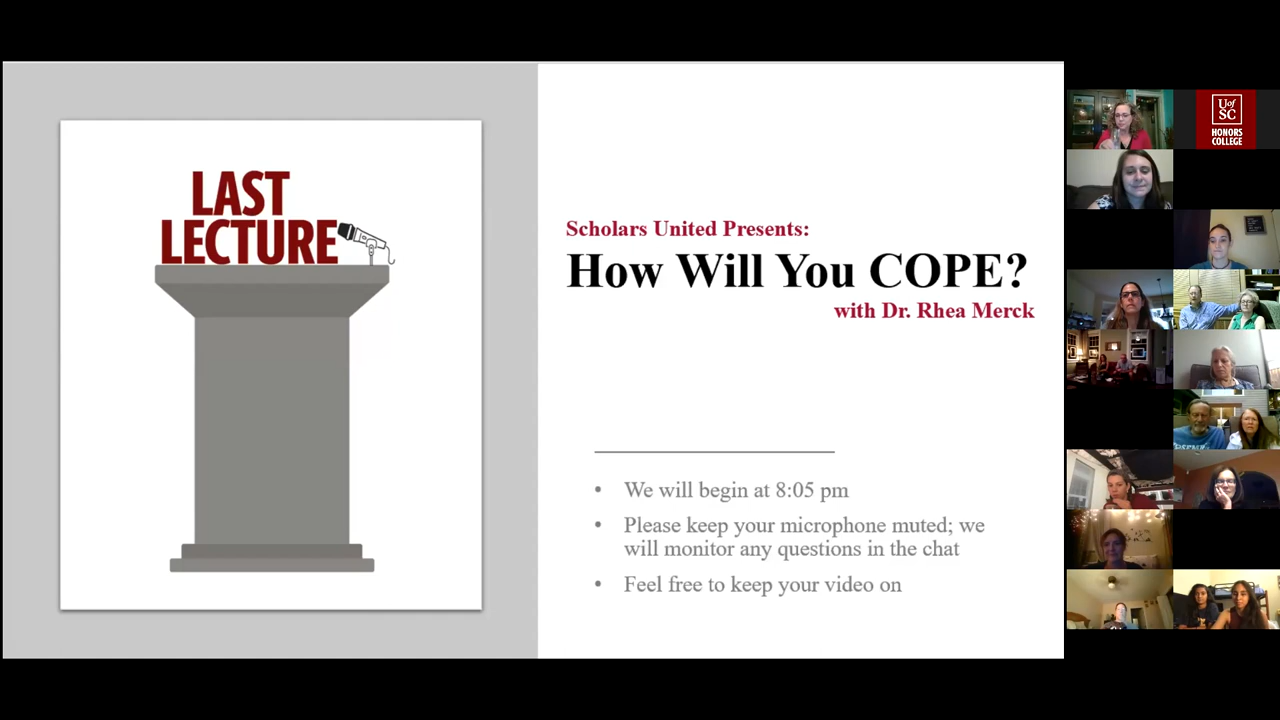 LAST
LECTURE
Scholars United Presents:
How Will You COPE?
with Dr. Rhea Merck
• We will begin at 8:05 pm
• Please keep your microphone muted; we
will monitor any questions in the chat
• Feel free to keep your video on
U of
SC
HONORS
COLLEGE